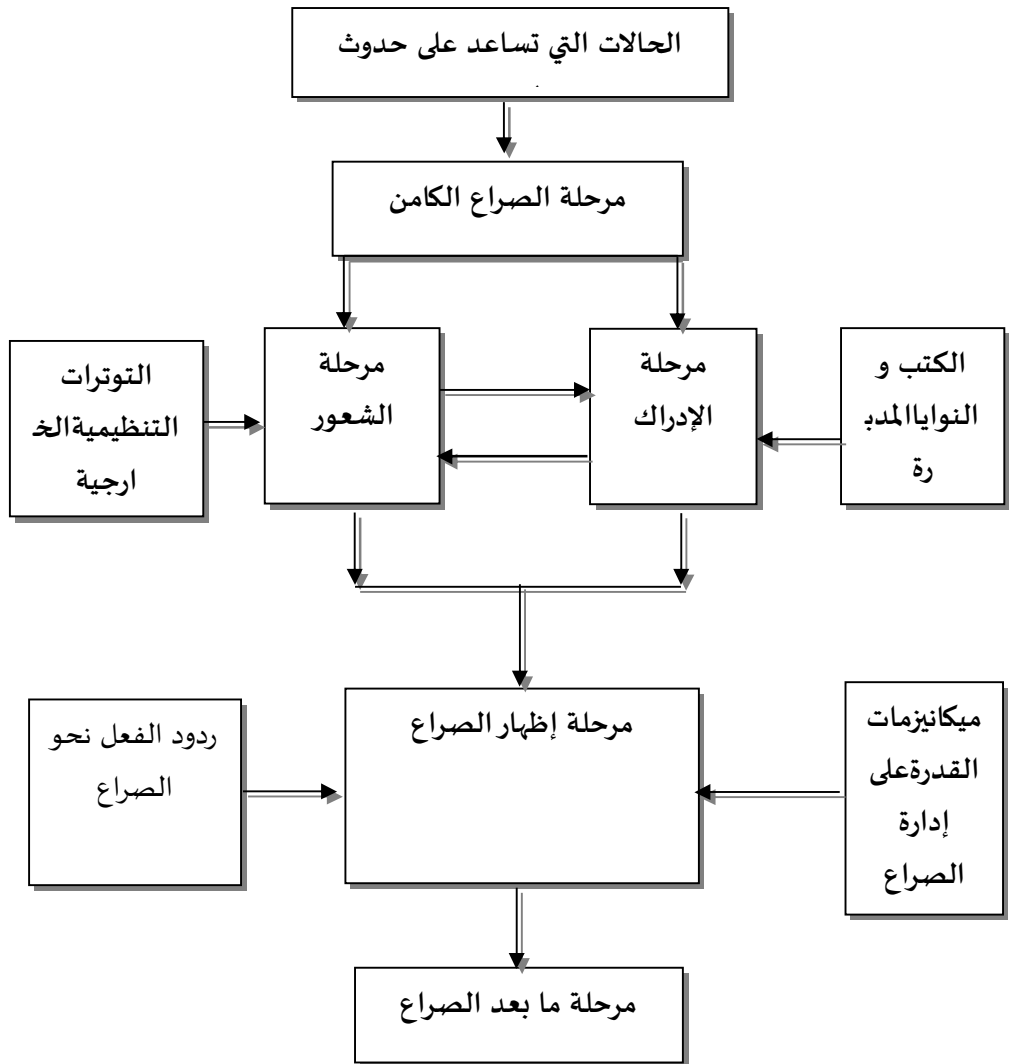 الحالات التي تساعد على حدوث
مرحلة الصراع الكامن
الكتب و
النواياالمدب
رة
مرحلة
الإدراك
مرحلة
الشعور
التوترات
التنظيميةالخ
ارجية
ميكانيزمات
القدرةعلى
إدارة
الصراع
مرحلة إظهار الصراع
ردود الفعل نحو
الصراع
مرحلة ما بعد الصراع